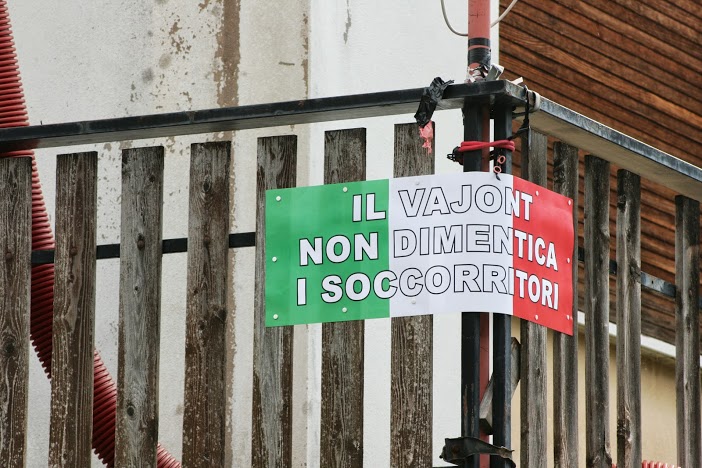 IL VAJONT
NON DIMENTICA
I SOCCORRITORI